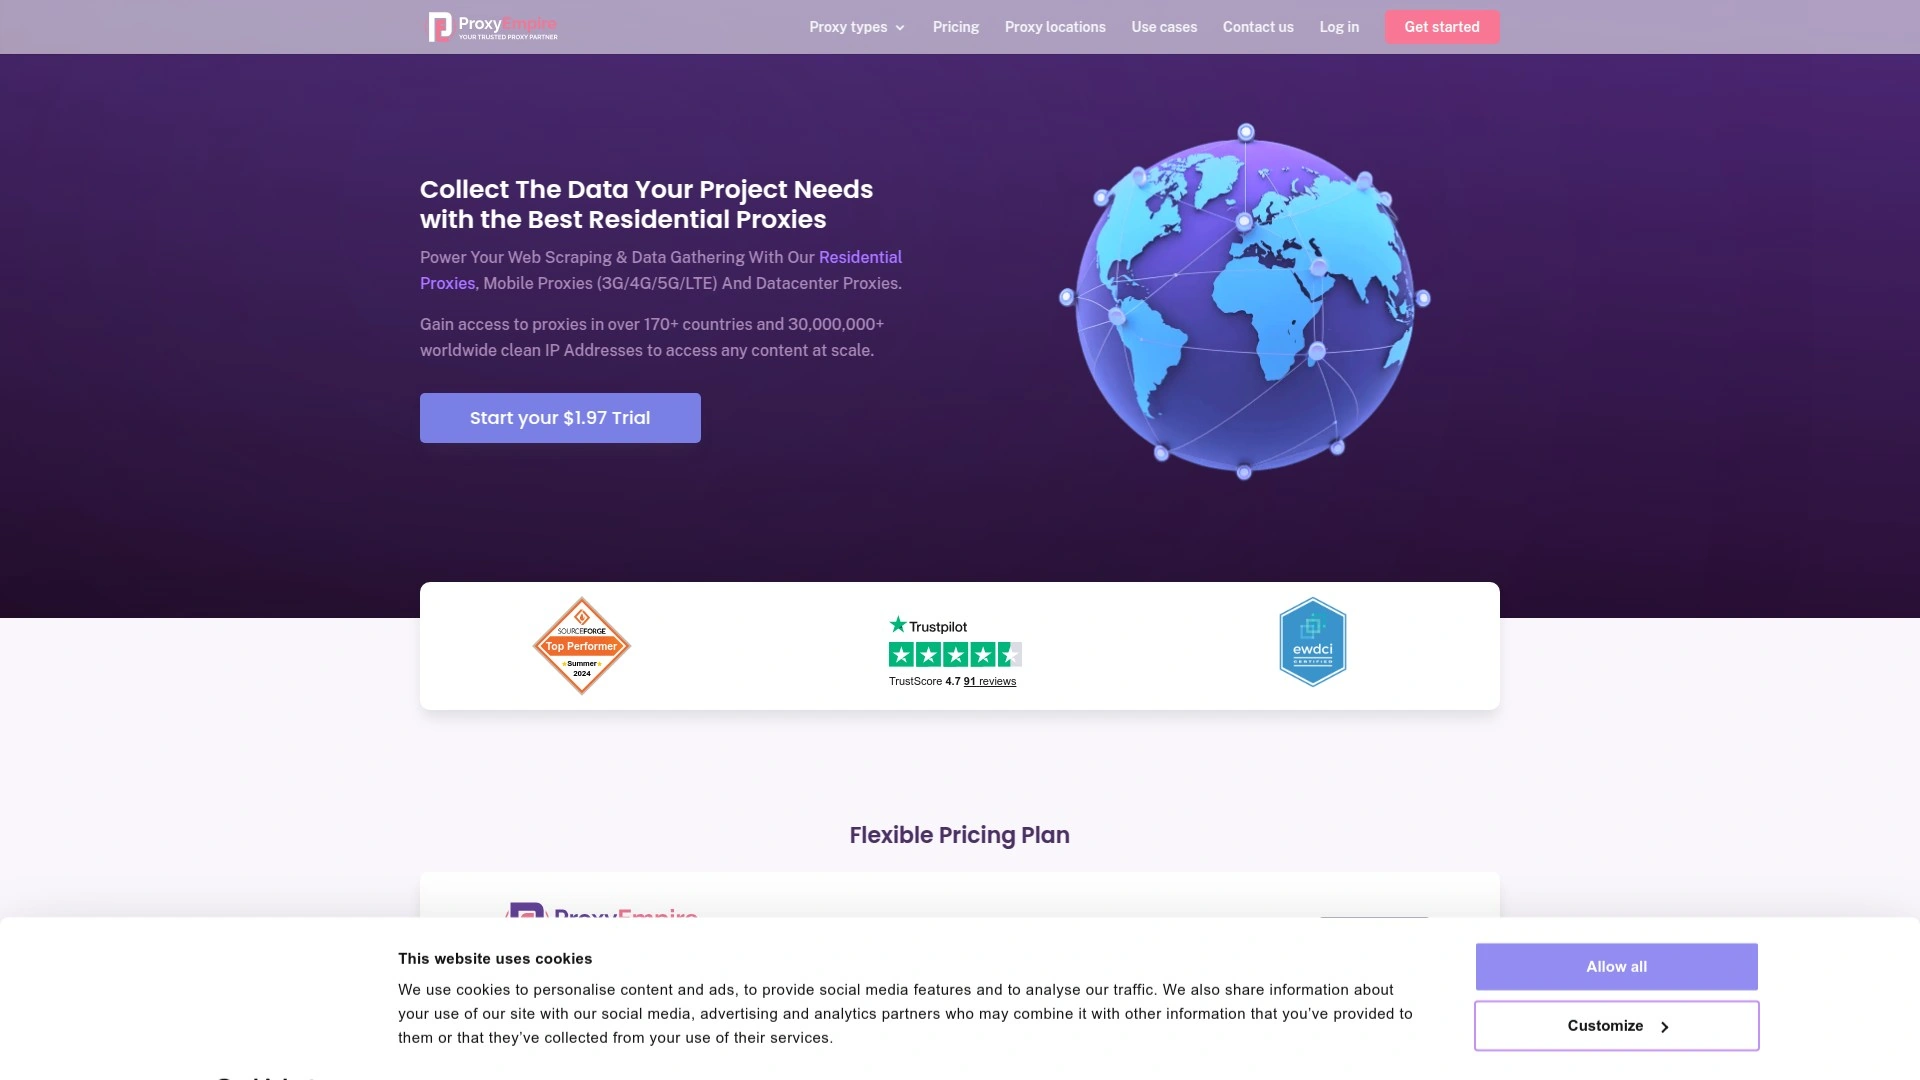 ProxyEmpire
YOUR TRUSTED PROXY PARTNER
Proxy types
Pricing
Proxy locations
Use cases
Contact us
Log in
Get started
Collect The Data Your Project Needs
with the Best Residential Proxies
Power Your Web Scraping & Data Gathering With Our Residential
Proxies, Mobile Proxies (3G/4G/5G/LTE) And Datacenter Proxies.
Gain access to proxies in over 170+ countries and 30,000,000+
worldwide clean IP Addresses to access any content at scale.
Start your $1.97 Trial
SOURCEFORGE
Top Performer
Summer
2024
Trustpilot
TrustScore 4.7 91 reviews
ewdci
CERTIFIED
Flexible Pricing Plan
ProxyEmpire
This website uses cookies
We use cookies to personalise content and ads, to provide social media features and to analyse our traffic. We also share information about
your use of our site with our social media, advertising and analytics partners who may combine it with other information that you’ve provided to
them or that they’ve collected from your use of their services.
Allow all
Customize